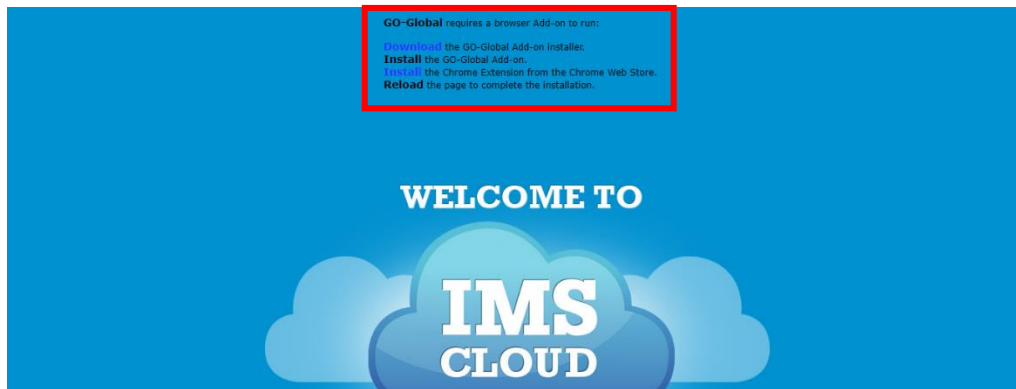 GO-Global requires a browser Add-on to run:
Download the GO-Global Add-on installer.
Install the GO-Global Add-on.
Install the Chrome Extension from the Chrome Web Store.
Reload the page to complete the installation.
WELCOME TO
IMS
CLOUD